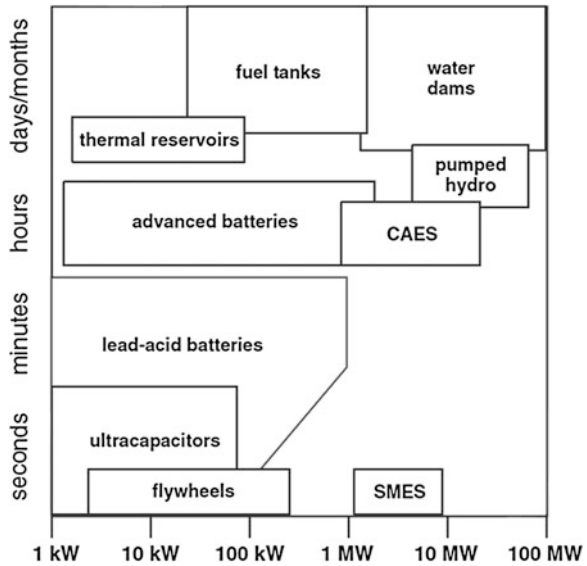 days/months
hours
minutes
seconds
fuel tanks
water
dams
thermal reservoirs
pumped
hydro
advanced batteries
CAES
lead-acid batteries
ultracapacitors
flywheels
SMES
1 kW 10 kW 100 kW 1 MW 10 MW 100 MW